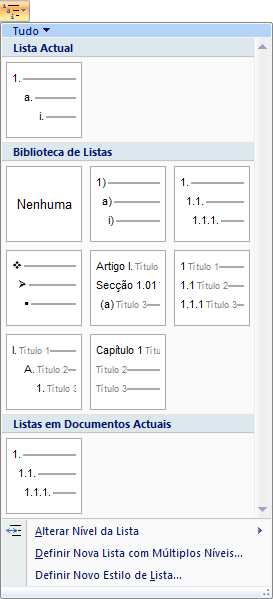 Tudo
Lista Actual
1.
a.
i.
Biblioteca de Listas
Nenhuma
1)
a)
i)
1.
1.1.
1.1.1.
Artigo I. Título
Secção 1.01
(a) Título 3
1 Título 1
1.1 Título 2
1.1.1 Título 3
I. Título 1
A. Título 2
1. Título 3
Capítulo 1 Títu
Título 2
Título 3
Listas em Documentos Actuais
1.
1.1.
1.1.1.
Alterar Nível da Lista
Definir Nova Lista com Múltiplos Níveis...
Definir Novo Estilo de Lista...